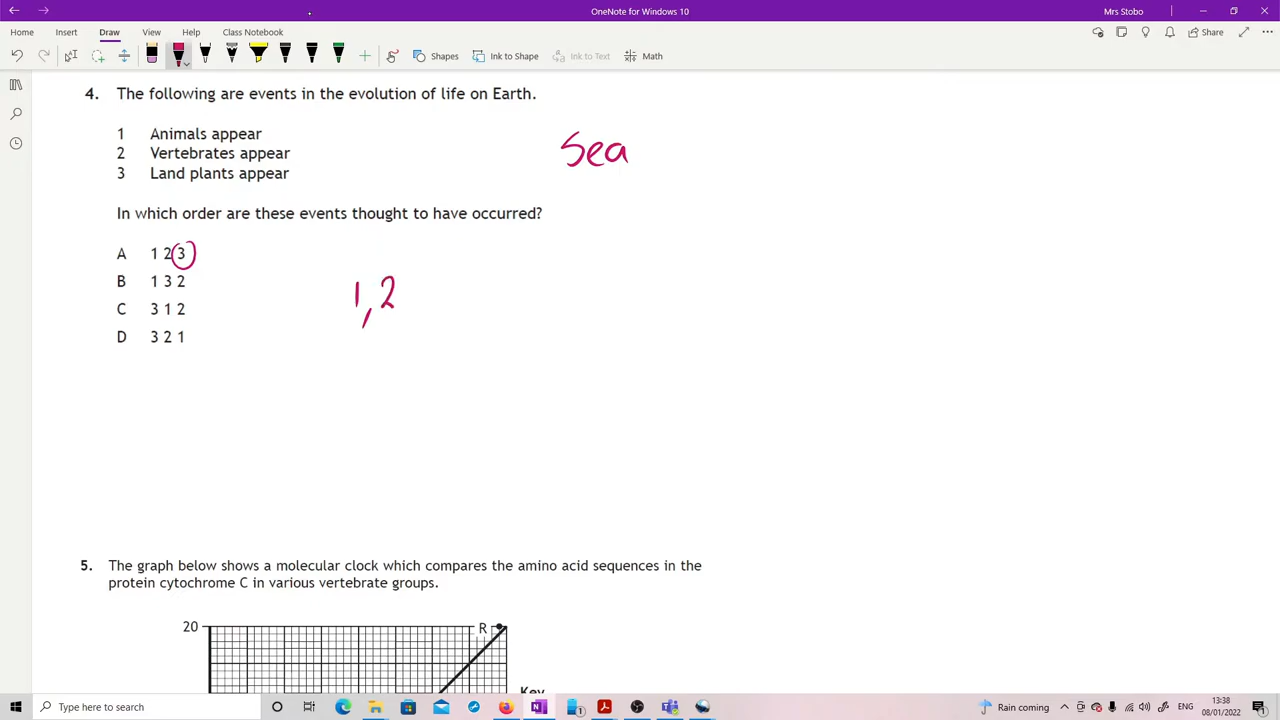 OneNote for Windows 10
Mrs Stobo
Home Insert Draw View Help Class Notebook
Share
Shapes Ink to Shape Ink to Text Math
4. The following are events in the evolution of life on Earth.
1 Animals appear
2 Vertebrates appear
3 Land plants appear
Sea
In which order are these events thought to have occurred?
A 1 2 3
B 1 3 2
C 3 1 2
D 3 2 1
1, 2
5. The graph below shows a molecular clock which compares the amino acid sequences in the
protein cytochrome C in various vertebrate groups.
20
R
Key
Type here to search
Rain coming
ENG
13:38
08/01/2022